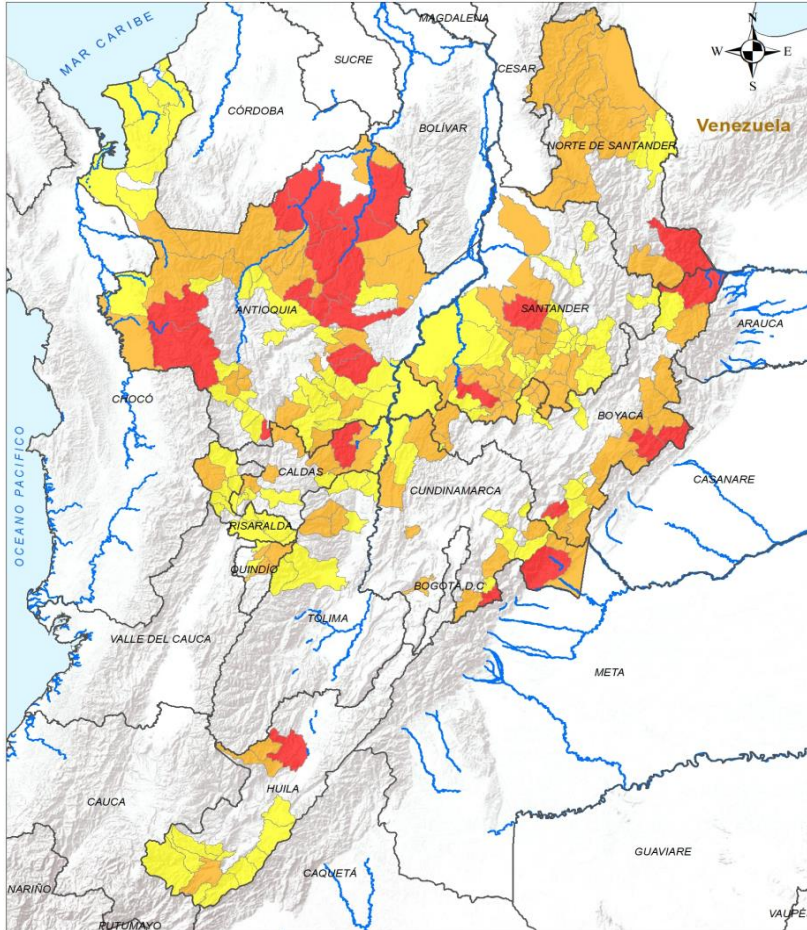 MAGDALENA
MAR CARIBE
SUCRE
CESAR
N
W
E
S
CÓRDOBA
BOLÍVAR
Venezuela
NORTE DE SANTANDER
ANTIOQUIA
SANTANDER
ARAUCA
CHOCÓ
BOYACÁ
OCEANO PACIFICO
CALDAS
CUNDINAMARCA
CASANARE
RISARALDA
QUINDÍO
BOGOTÁ,D.C
TOLIMA
VALLE DEL CAUCA
META
HUILA
CAUCA
GUAVIARE
CAQUETÁ
NARIÑO
PUTUMAYO
VAUPÉ